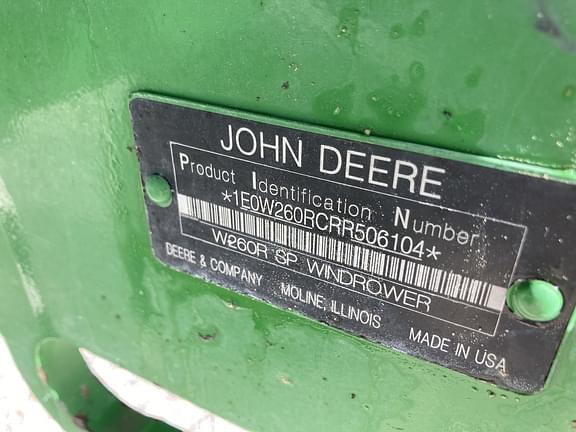 JOHN DEERE
Product Identification Number
*1E0W260RCRR506104*
W260R SP WINDROWER
DEERE & COMPANY MOLINE, ILLINOIS MADE IN USA